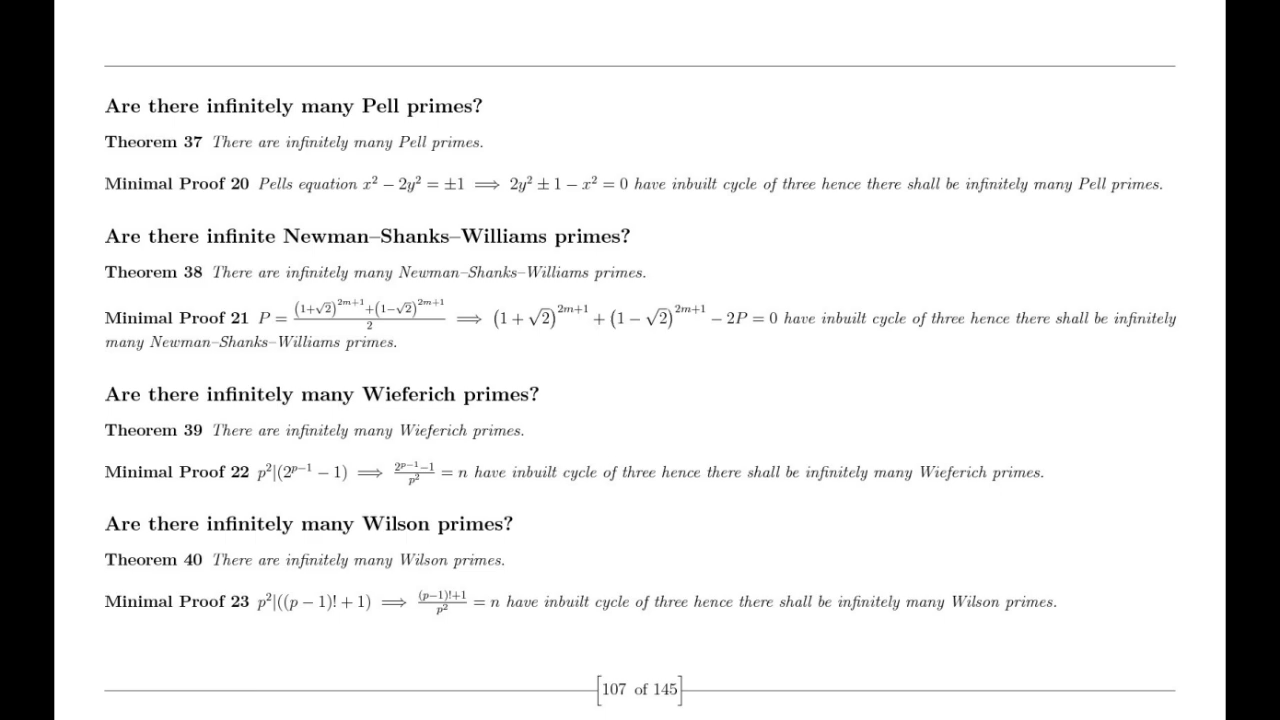 Are there infinitely many Pell primes?
Theorem 37 There are infinitely many Pell primes.
Minimal Proof 20 Pells equation x² − 2y² = ±1 ⟹ 2y² ± 1 − x² = 0 have inbuilt cycle of three hence there shall be infinitely many Pell primes.
Are there infinite Newman–Shanks–Williams primes?
Theorem 38 There are infinitely many Newman–Shanks–Williams primes.
Minimal Proof 21 P = \frac{(1+√2)^{2m+1}+(1−√2)^{2m+1}}{2} ⟹ (1 + √2)^{2m+1} + (1 − √2)^{2m+1} − 2P = 0 have inbuilt cycle of three hence there shall be infinitely
many Newman–Shanks–Williams primes.
Are there infinitely many Wieferich primes?
Theorem 39 There are infinitely many Wieferich primes.
Minimal Proof 22 p²|(2^{p−1} − 1) ⟹ \frac{2^{p−1}−1}{p²} = n have inbuilt cycle of three hence there shall be infinitely many Wieferich primes.
Are there infinitely many Wilson primes?
Theorem 40 There are infinitely many Wilson primes.
Minimal Proof 23 p²|((p − 1)! + 1) ⟹ \frac{(p−1)!+1}{p²} = n have inbuilt cycle of three hence there shall be infinitely many Wilson primes.
[107 of 145]